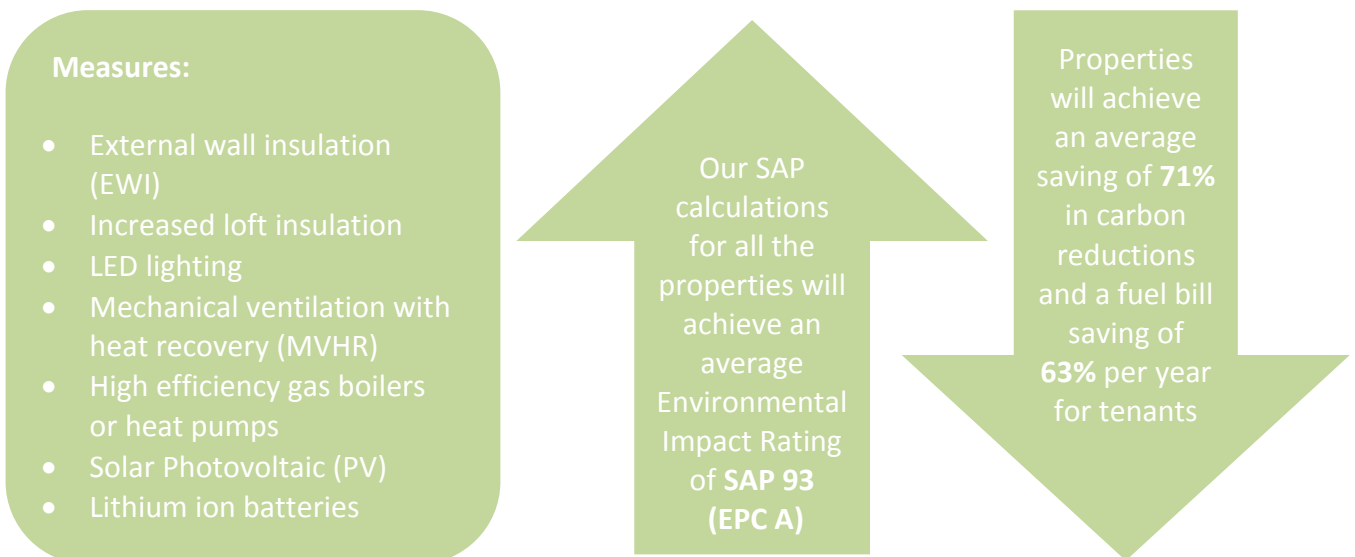 Measures:
• External wall insulation
(EWI)
• Increased loft insulation
• LED lighting
• Mechanical ventilation with
heat recovery (MVHR)
• High efficiency gas boilers
or heat pumps
• Solar Photovoltaic (PV)
• Lithium ion batteries
Our SAP
calculations
for all the
properties will
achieve an
average
Environmental
Impact Rating
of SAP 93
(EPC A)
Properties
will achieve
an average
saving of 71%
in carbon
reductions
and a fuel bill
saving of
63% per year
for tenants